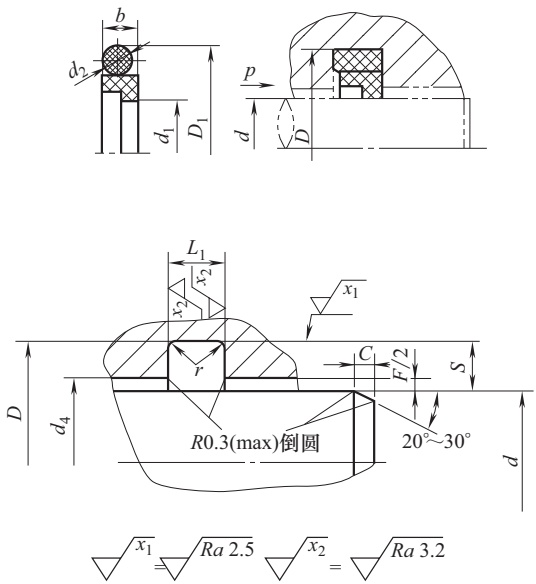 b
d₂
d₁
D₁
p
d
D
L₁
x₂
x₂
x₁
C
F/2
S
r
D
d₄
R0.3(max)倒圆
20°~30°
d
x₁ = Ra 2.5 x₂ = Ra 3.2